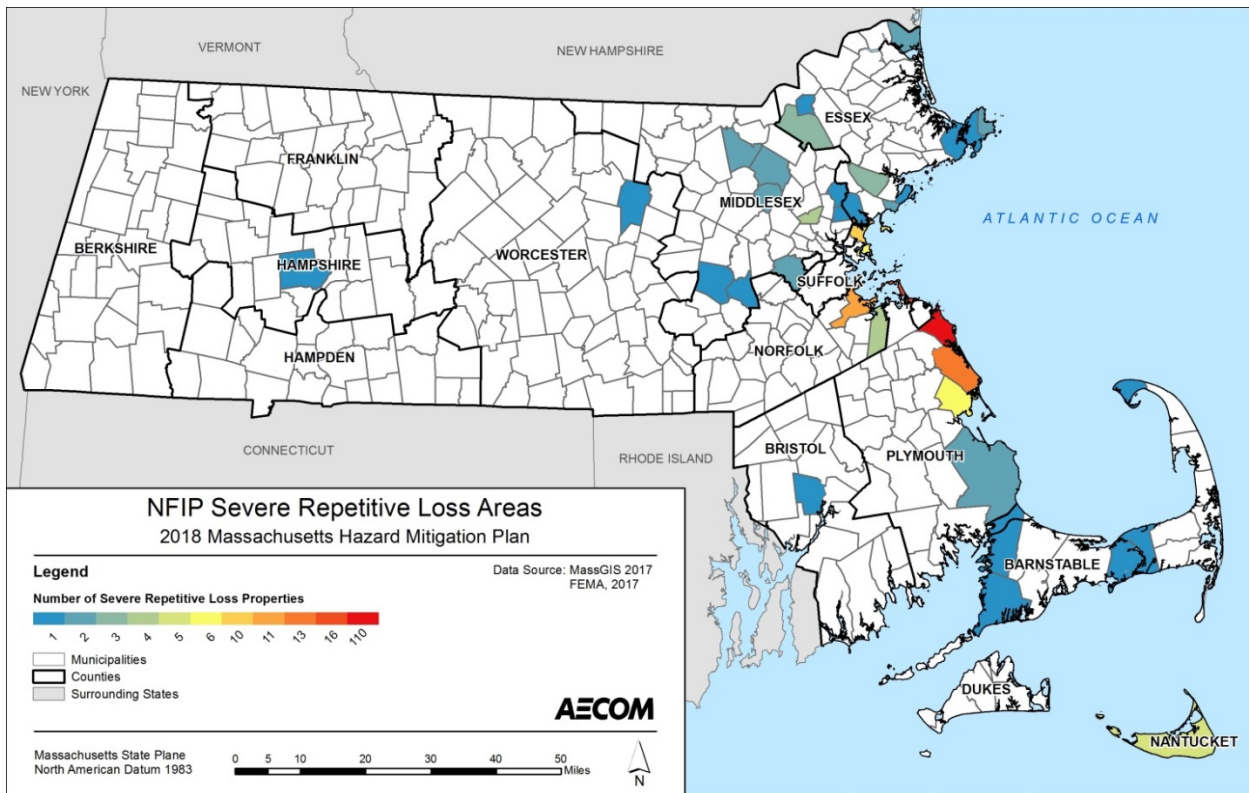 VERMONT
NEW HAMPSHIRE
NEW YORK
ESSEX
FRANKLIN
MIDDLESEX
ATLANTIC OCEAN
BERKSHIRE
HAMPSHIRE
WORCESTER
SUFFOLK
NORFOLK
HAMPDEN
CONNECTICUT
RHODE ISLAND
BRISTOL
PLYMOUTH
BARNSTABLE
DUKES
NANTUCKET
NFIP Severe Repetitive Loss Areas
2018 Massachusetts Hazard Mitigation Plan
Legend
Data Source: MassGIS 2017
FEMA, 2017
Number of Severe Repetitive Loss Properties
1 2 3 4 5 6 10 11 13 16 110
Municipalities
Counties
Surrounding States
AECOM
Massachusetts State Plane
North American Datum 1983
0 5 10 20 30 40 50
Miles
N